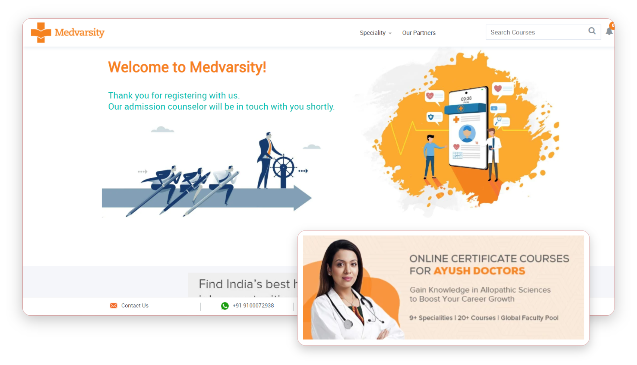 Medvarsity
Speciality
Our Partners
Search Courses
Welcome to Medvarsity!
Thank you for registering with us.
Our admission counselor will be in touch with you shortly.
Find India's best h
Contact Us
ONLINE CERTIFICATE COURSES
FOR AYUSH DOCTORS
Gain Knowledge in Allopathic Sciences
to Boost Your Career Growth
9+ Specialities | 20+ Courses | Global Faculty Pool